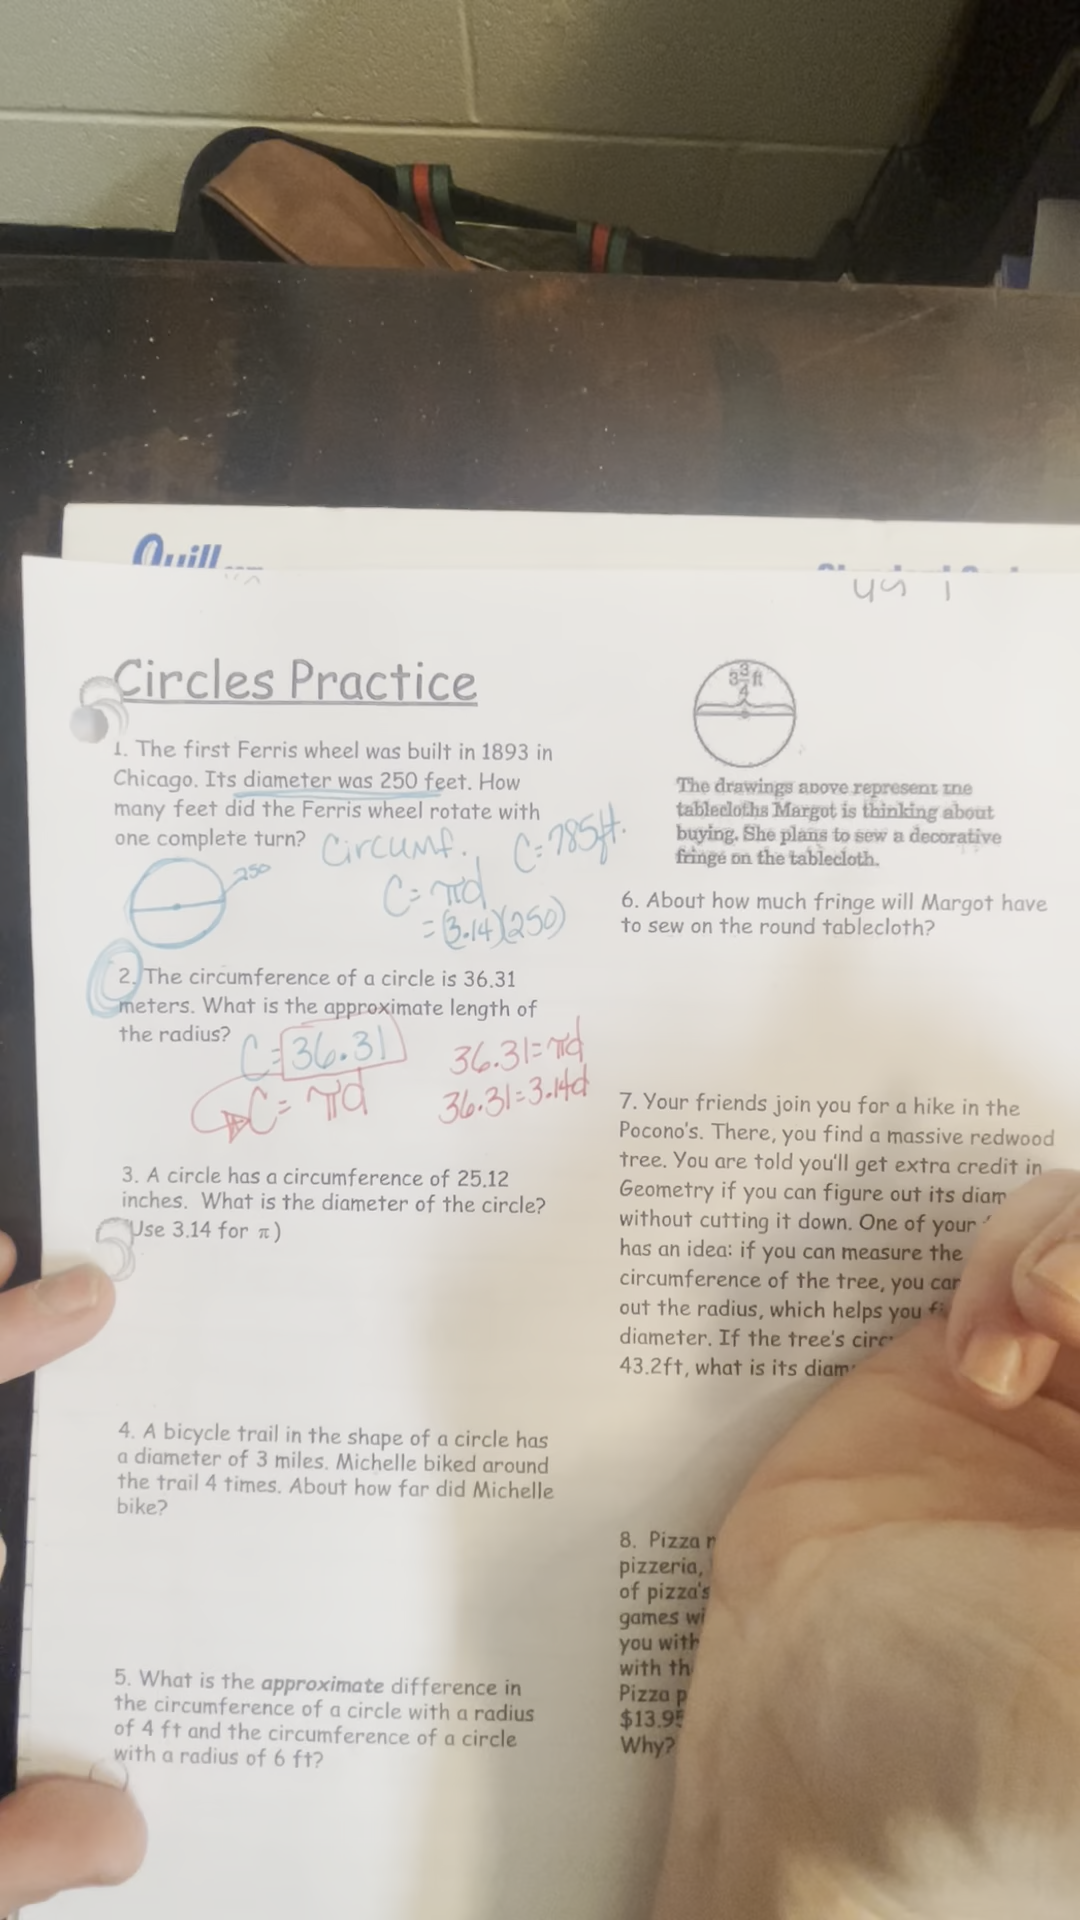 Quill
us 1
Circles Practice
1. The first Ferris wheel was built in 1893 in
Chicago. Its diameter was 250 feet. How
many feet did the Ferris wheel rotate with
one complete turn?
Circumf.
C=785ft.
250
C=πd
=(3.14)(250)
2. The circumference of a circle is 36.31
meters. What is the approximate length of
the radius?
C=36.31
C=πd
36.31=πd
36.31=3.14d
3. A circle has a circumference of 25.12
inches. What is the diameter of the circle?
Use 3.14 for π)
4. A bicycle trail in the shape of a circle has
a diameter of 3 miles. Michelle biked around
the trail 4 times. About how far did Michelle
bike?
5. What is the approximate difference in
the circumference of a circle with a radius
of 4 ft and the circumference of a circle
with a radius of 6 ft?
3 3/4 ft
The drawings above represent the
tablecloths Margot is thinking about
buying. She plans to sew a decorative
fringe on the tablecloth.
6. About how much fringe will Margot have
to sew on the round tablecloth?
7. Your friends join you for a hike in the
Pocono's. There, you find a massive redwood
tree. You are told you'll get extra credit in
Geometry if you can figure out its diam
without cutting it down. One of your
has an idea: if you can measure the
circumference of the tree, you can
out the radius, which helps you fi
diameter. If the tree's circ
43.2ft, what is its diam
8. Pizza
pizzeria,
of pizza's
games wi
you with
with th
Pizza p
$13.95
Why?